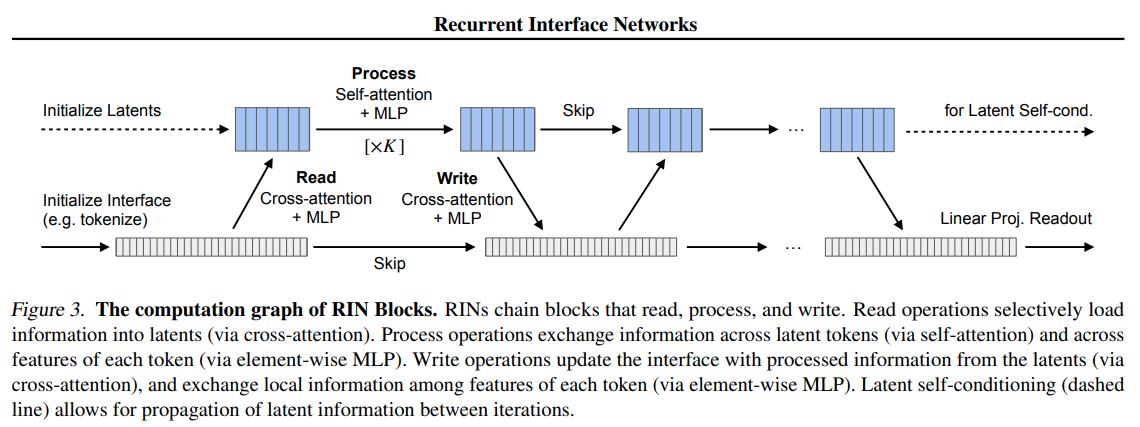 Recurrent Interface Networks
Process
Self-attention
+ MLP
[×K]
Initialize Latents
Skip
...
for Latent Self-cond.
Read
Cross-attention
+ MLP
Write
Cross-attention
+ MLP
Initialize Interface
(e.g. tokenize)
Skip
...
Linear Proj. Readout
Figure 3. The computation graph of RIN Blocks. RINs chain blocks that read, process, and write. Read operations selectively load
information into latents (via cross-attention). Process operations exchange information across latent tokens (via self-attention) and across
features of each token (via element-wise MLP). Write operations update the interface with processed information from the latents (via
cross-attention), and exchange local information among features of each token (via element-wise MLP). Latent self-conditioning (dashed
line) allows for propagation of latent information between iterations.